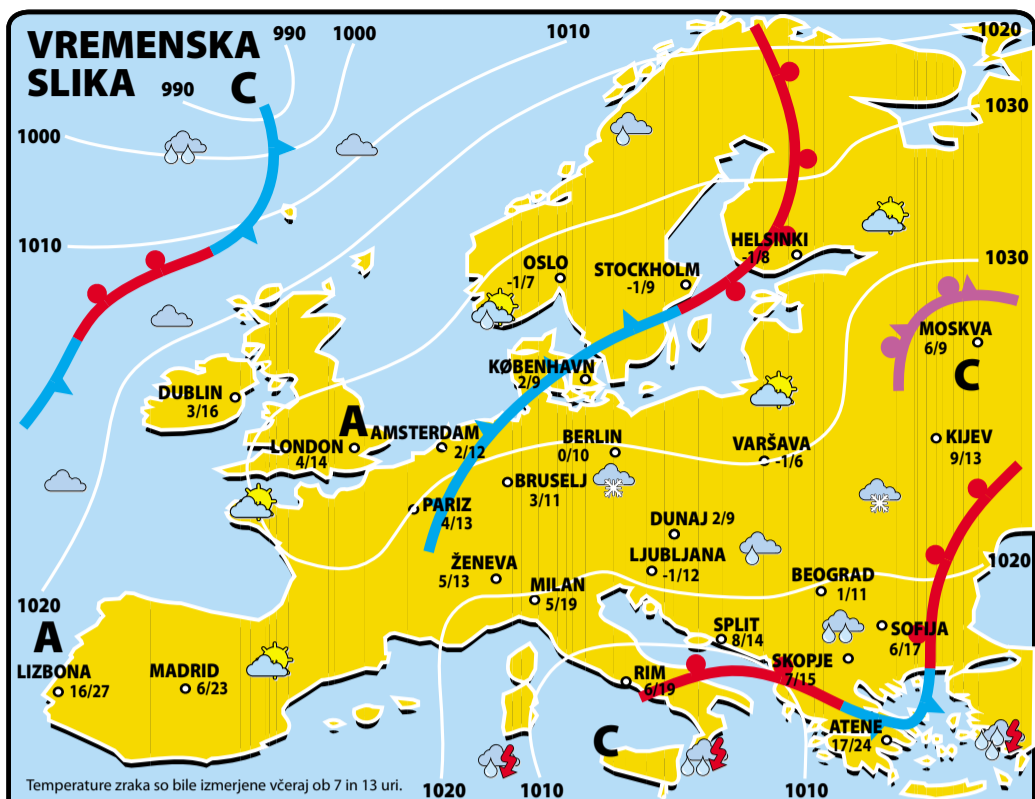 VREMENSKA
SLIKA
990
1000
1010
1020
990
C
1000
1030
1010
HELSINKI
-1/8
OSLO
-1/7
STOCKHOLM
-1/9
1030
MOSKVA
6/9
C
KØBENHAVN
2/9
DUBLIN
3/16
A
LONDON
4/14
AMSTERDAM
2/12
BERLIN
0/10
VARŠAVA
-1/6
KIJEV
9/13
BRUSELJ
3/11
PARIZ
4/13
DUNAJ 2/9
LJUBLJANA
-1/12
ŽENEVA
5/13
MILAN
5/19
BEOGRAD
1/11
1020
1020
A
SPLIT
8/14
SOFIJA
6/17
SKOPJE
7/15
LIZBONA
16/27
MADRID
6/23
RIM
6/19
C
ATENE
17/24
Temperature zraka so bile izmerjene včeraj ob 7 in 13 uri.
1020
1010
1010